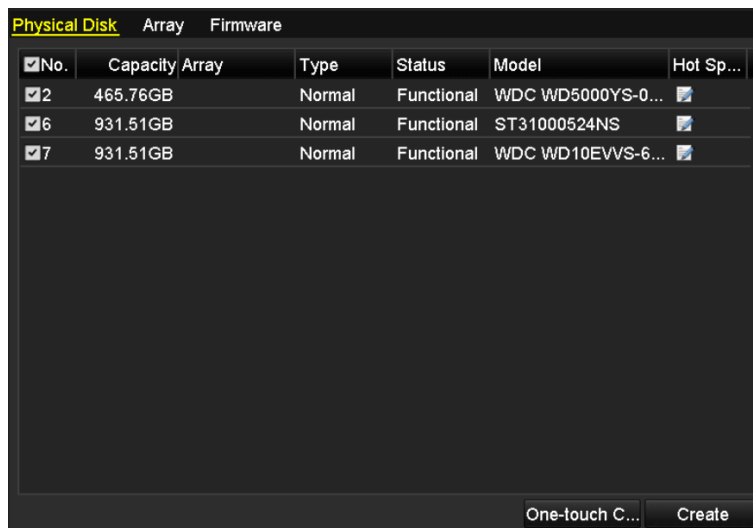 Physical Disk Array Firmware
No. Capacity Array Type Status Model Hot Sp...
2 465.76GB Normal Functional WDC WD5000YS-0...
6 931.51GB Normal Functional ST31000524NS
7 931.51GB Normal Functional WDC WD10EVVS-6...
One-touch C... Create